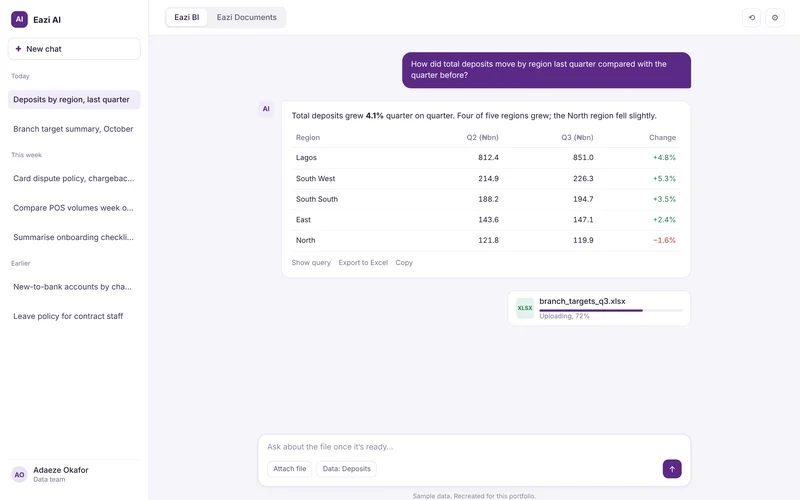 AI Eazi AI
+ New chat
Today
Deposits by region, last quarter
Branch target summary, October
This week
Card dispute policy, chargebac...
Compare POS volumes week o...
Summarise onboarding checkli...
Earlier
New-to-bank accounts by cha...
Leave policy for contract staff
AO Adaeze Okafor
Data team
Eazi BI Eazi Documents
How did total deposits move by region last quarter compared with the
quarter before?
AI
Total deposits grew 4.1% quarter on quarter. Four of five regions grew; the North region fell slightly.
Region Q2 (₦bn) Q3 (₦bn) Change
Lagos 812.4 851.0 +4.8%
South West 214.9 226.3 +5.3%
South South 188.2 194.7 +3.5%
East 143.6 147.1 +2.4%
North 121.8 119.9 −1.6%
Show query Export to Excel Copy
XLSX branch_targets_q3.xlsx
Uploading, 72%
Ask about the file once it's ready...
Attach file Data: Deposits
Sample data. Recreated for this portfolio.